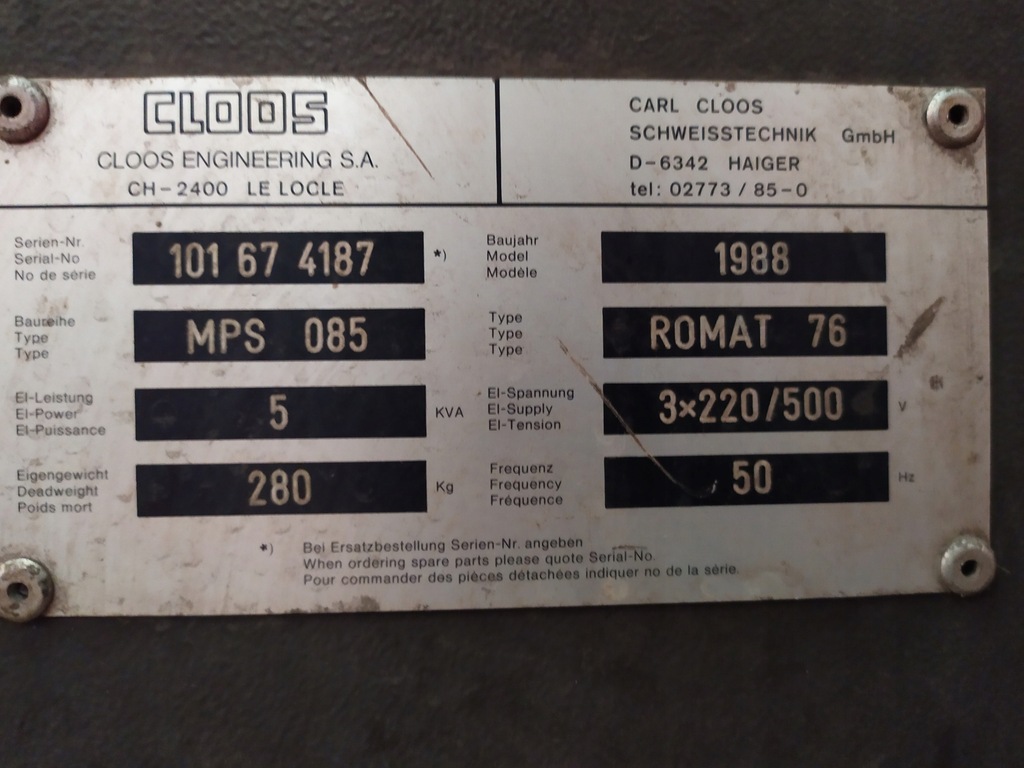 CLOOS
CLOOS ENGINEERING S.A.
CH-2400 LE LOCLE
CARL CLOOS
SCHWEISSTECHNIK GmbH
D-6342 HAIGER
tel: 02773 / 85-0
Serien-Nr.
Serial-No
No de série
101 67 4187 *)
Baujahr
Model
Modèle
1988
Baureihe
Type
Type
MPS 085
Type
Type
Type
ROMAT 76
El-Leistung
El-Power
El-Puissance
5 KVA
El-Spannung
El-Supply
El-Tension
3×220/500 V
Eigengewicht
Deadweight
Poids mort
280 Kg
Frequenz
Frequency
Fréquence
50 Hz
*) Bei Ersatzbestellung Serien-Nr. angeben
When ordering spare parts please quote Serial-No.
Pour commander des pièces détachées indiquer no de la série.